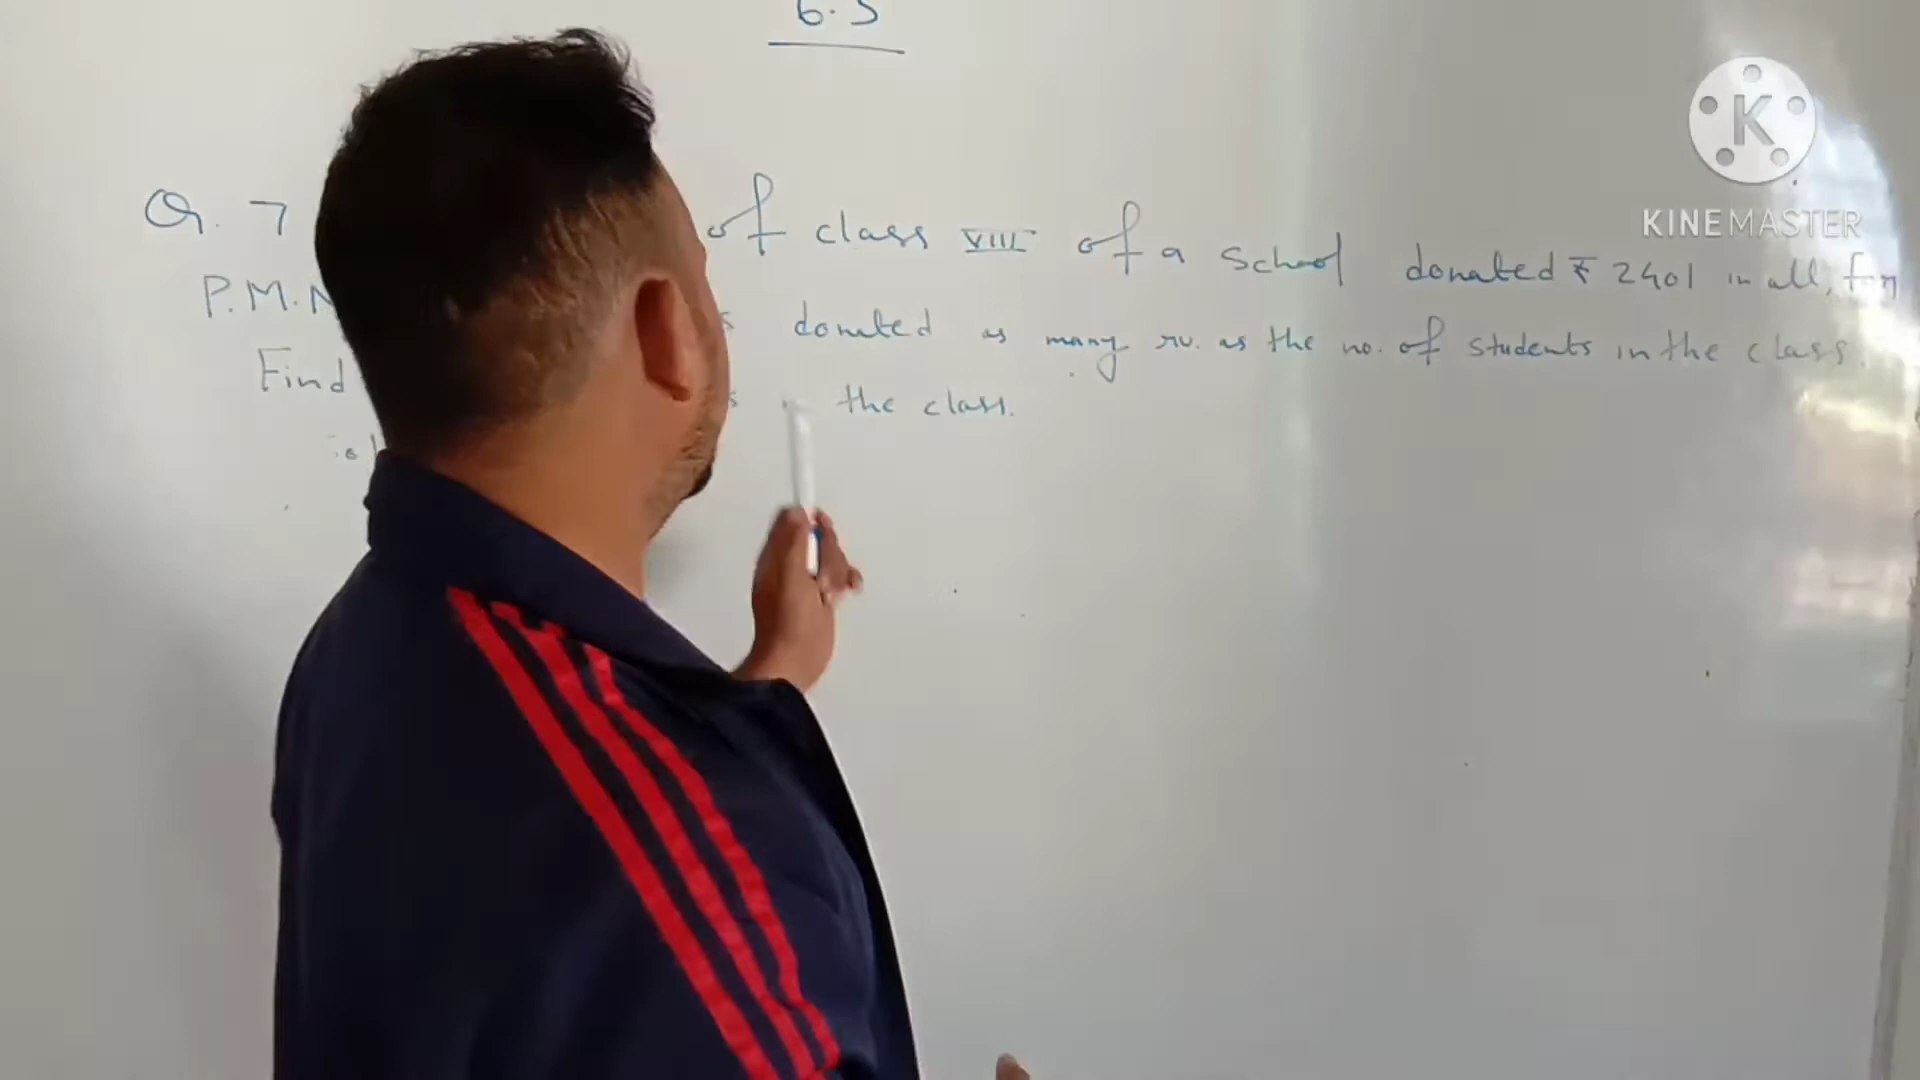 6.3
KINEMASTER
Q. 7 of class VIII of a School donated ₹ 2401 in all, for
P.M.N donated as many ru. as the no. of students in the class.
Find the class.